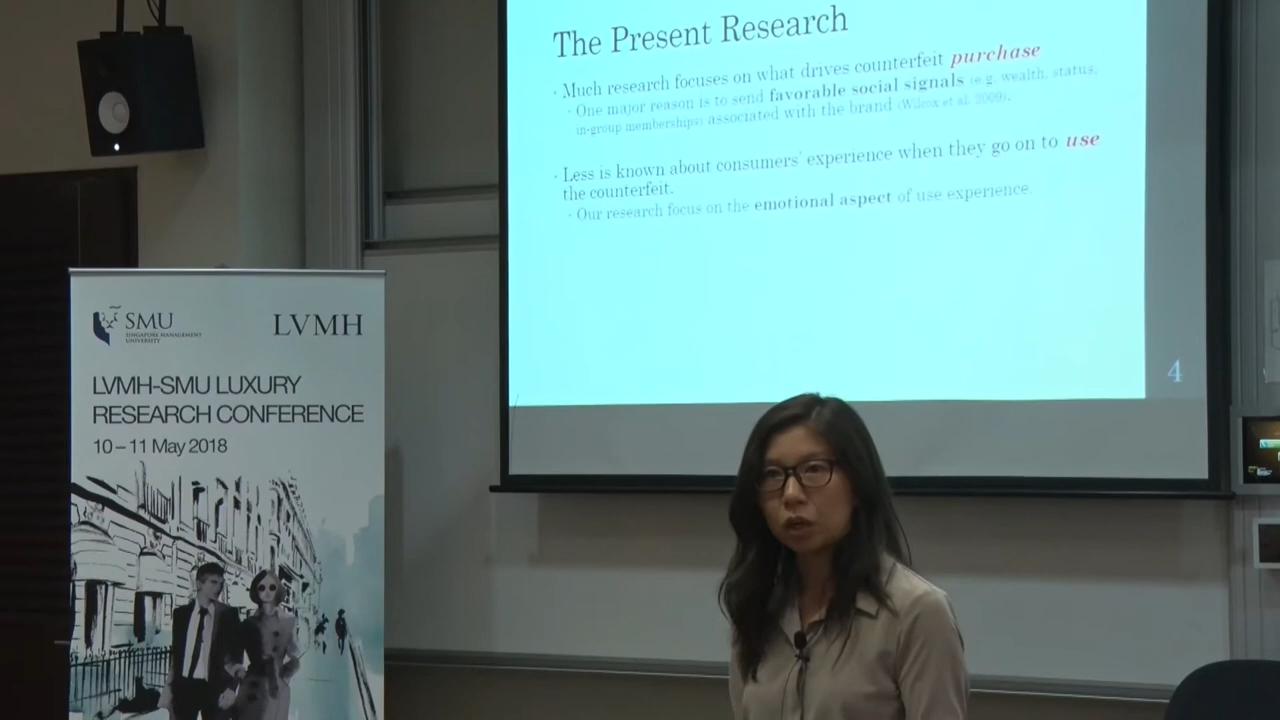 The Present Research
· Much research focuses on what drives counterfeit purchase
· One major reason is to send favorable social signals (e.g. wealth, status,
in-group memberships) associated with the brand (Wilcox et al. 2009).
· Less is known about consumers' experience when they go on to use
the counterfeit.
· Our research focus on the emotional aspect of use experience.
4
SMU
SINGAPORE MANAGEMENT
UNIVERSITY
LVMH
LVMH-SMU LUXURY
RESEARCH CONFERENCE
10 – 11 May 2018